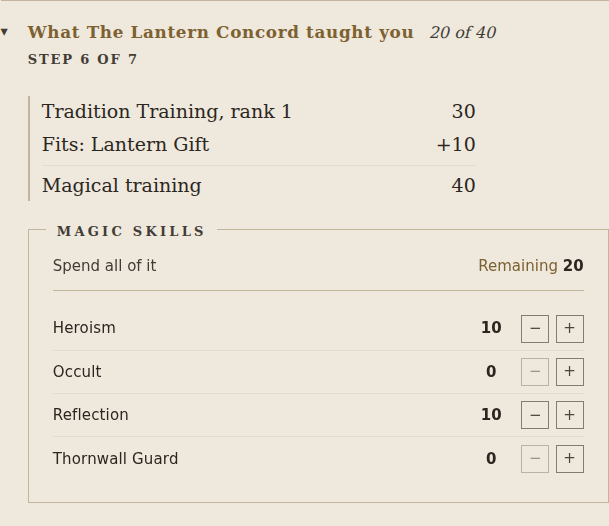 ▾ What The Lantern Concord taught you 20 of 40
STEP 6 OF 7
Tradition Training, rank 1 30
Fits: Lantern Gift +10
Magical training 40
MAGIC SKILLS
Spend all of it Remaining 20
Heroism 10 − +
Occult 0 − +
Reflection 10 − +
Thornwall Guard 0 − +